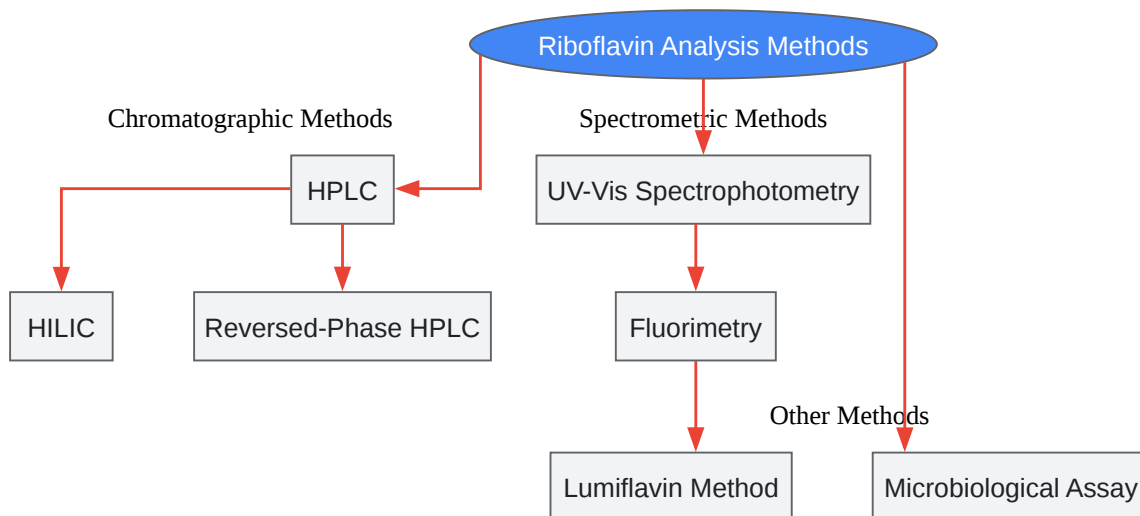 Riboflavin Analysis Methods
Chromatographic Methods
Spectrometric Methods
HPLC
UV-Vis Spectrophotometry
HILIC
Reversed-Phase HPLC
Fluorimetry
Other Methods
Lumiflavin Method
Microbiological Assay